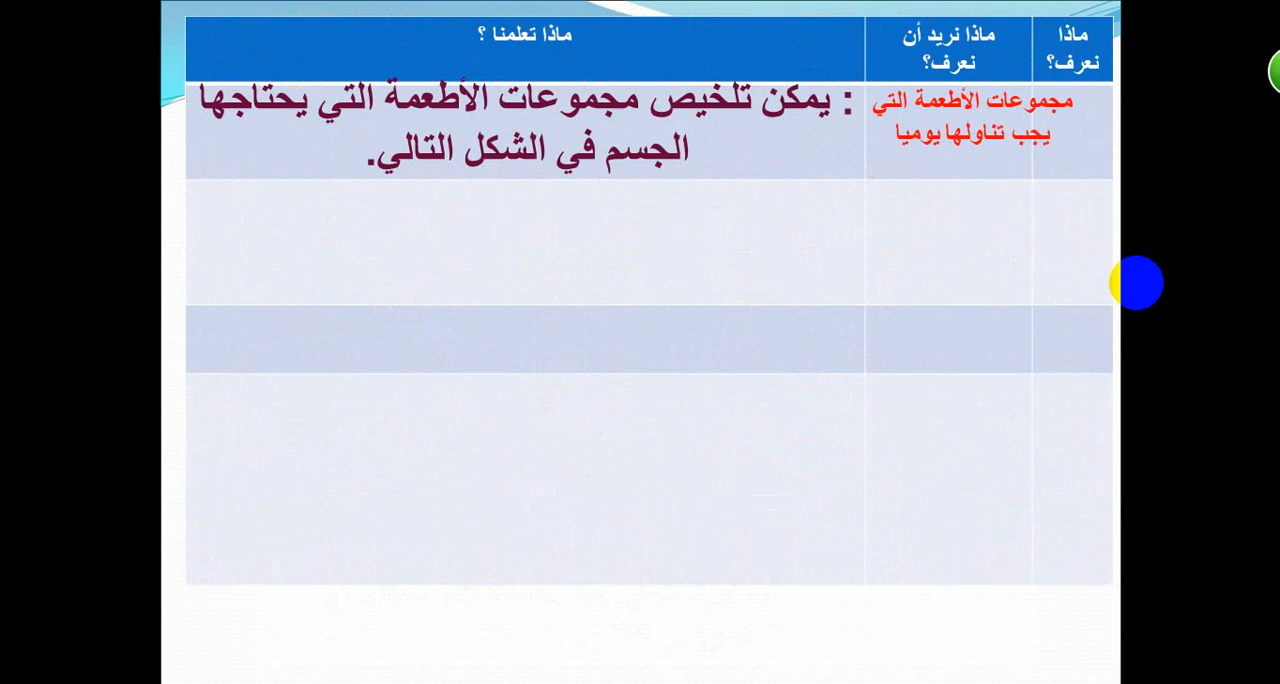 ماذا
نعرف؟
ماذا نريد أن
نعرف؟
ماذا تعلمنا ؟
مجموعات الأطعمة التي
يجب تناولها يوميا
: يمكن تلخيص مجموعات الأطعمة التي يحتاجها
الجسم في الشكل التالي.